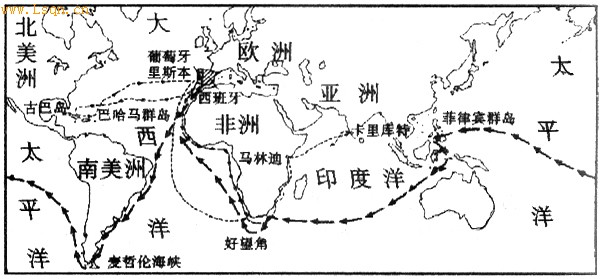 www.tsqz.cn
北美洲
大西洋
葡萄牙
里斯本
欧洲
亚洲
太平洋
古巴岛
巴哈马群岛
西班牙
非洲
卡里库特
菲律宾群岛
太平洋
南美洲
马林迪
印度洋
好望角
麦哲伦海峡